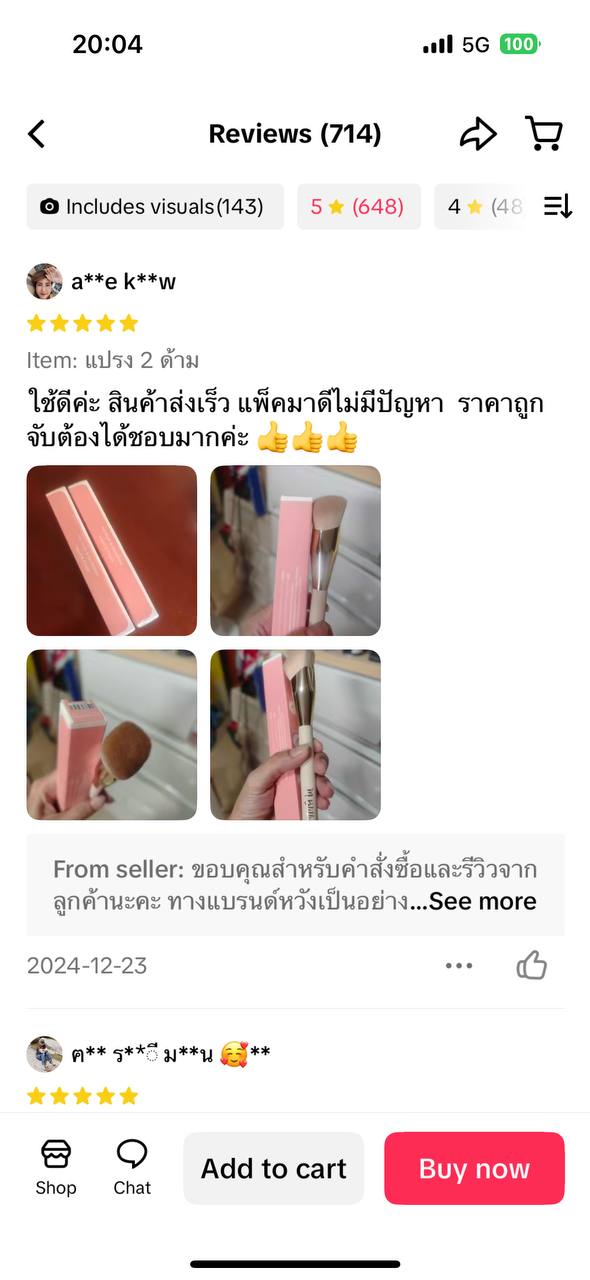 20:04
5G 100
Reviews (714)
Includes visuals(143)
5 (648)
4 (48
a**e k**w
Item: แปรง 2 ด้าม
ใช้ดีค่ะ สินค้าส่งเร็ว แพ็คมาดีไม่มีปัญหา ราคาถูก
จับต้องได้ชอบมากค่ะ 👍👍👍
From seller: ขอบคุณสำหรับคำสั่งซื้อและรีวิวจาก
ลูกค้านะคะ ทางแบรนด์หวังเป็นอย่าง...See more
2024-12-23
ฅ** ร**ี ม**น 🥰**
Shop
Chat
Add to cart
Buy now